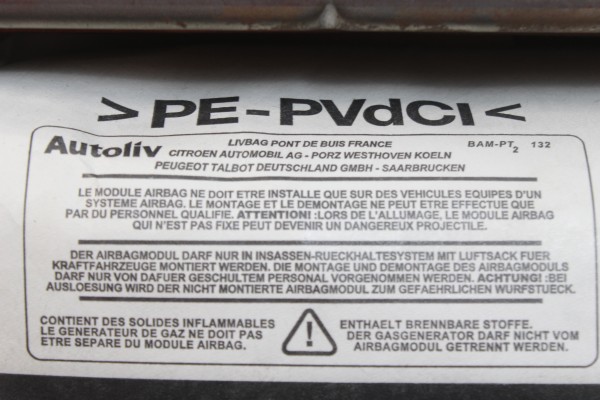 >PE-PVdCl<
Autoliv LIVBAG PONT DE BUIS FRANCE BAM-PT2 132
CITROEN AUTOMOBIL AG - PORZ WESTHOVEN KOELN
PEUGEOT TALBOT DEUTSCHLAND GMBH - SAARBRUCKEN
LE MODULE AIRBAG NE DOIT ETRE INSTALLE QUE SUR DES VEHICULES EQUIPES D'UN
SYSTEME AIRBAG. LE MONTAGE ET LE DEMONTAGE NE PEUT ETRE EFFECTUE QUE
PAR DU PERSONNEL QUALIFIE. ATTENTION! :LORS DE L'ALLUMAGE, LE MODULE AIRBAG
QUI N'EST PAS FIXE PEUT DEVENIR UN DANGEREUX PROJECTILE.
DER AIRBAGMODUL DARF NUR IN INSASSEN-RUECKHALTESYSTEM MIT LUFTSACK FUER
KRAFTFAHRZEUGE MONTIERT WERDEN. DIE MONTAGE UND DEMONTAGE DES AIRBAGMODULS
DARF NUR VON DAFUER GESCHULTEM PERSONAL VORGENOMMEN WERDEN. ACHTUNG! :BEI
AUSLOESUNG WIRD DER NICHT MONTIERTE AIRBAGMODUL ZUM GEFAEHRLICHEN WURFSTUECK.
CONTIENT DES SOLIDES INFLAMMABLES
LE GENERATEUR DE GAZ NE DOIT PAS
ETRE SEPARE DU MODULE AIRBAG.
!
ENTHAELT BRENNBARE STOFFE.
DER GASGENERATOR DARF NICHT VOM
AIRBAGMODUL GETRENNT WERDEN.